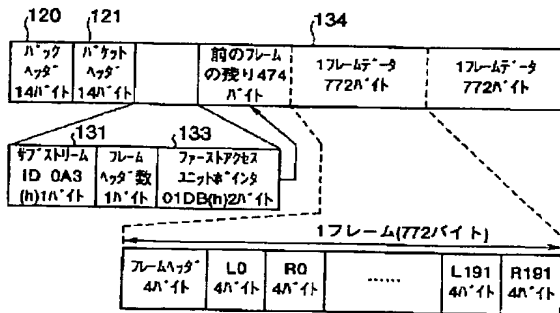 120
121
134
パック
ヘッダ
14バイト
パケット
ヘッダ
14バイト
前のフレーム
の残り474
バイト
1フレームデータ
772バイト
1フレームデータ
772バイト
131
133
サブストリーム
ID 0A3
(h)1バイト
フレーム
ヘッダ数
1バイト
ファーストアクセス
ユニットポインタ
01DB(h)2バイト
1フレーム(772バイト)
フレームヘッダ
4バイト
L0
4バイト
R0
4バイト
……
L191
4バイト
R191
4バイト